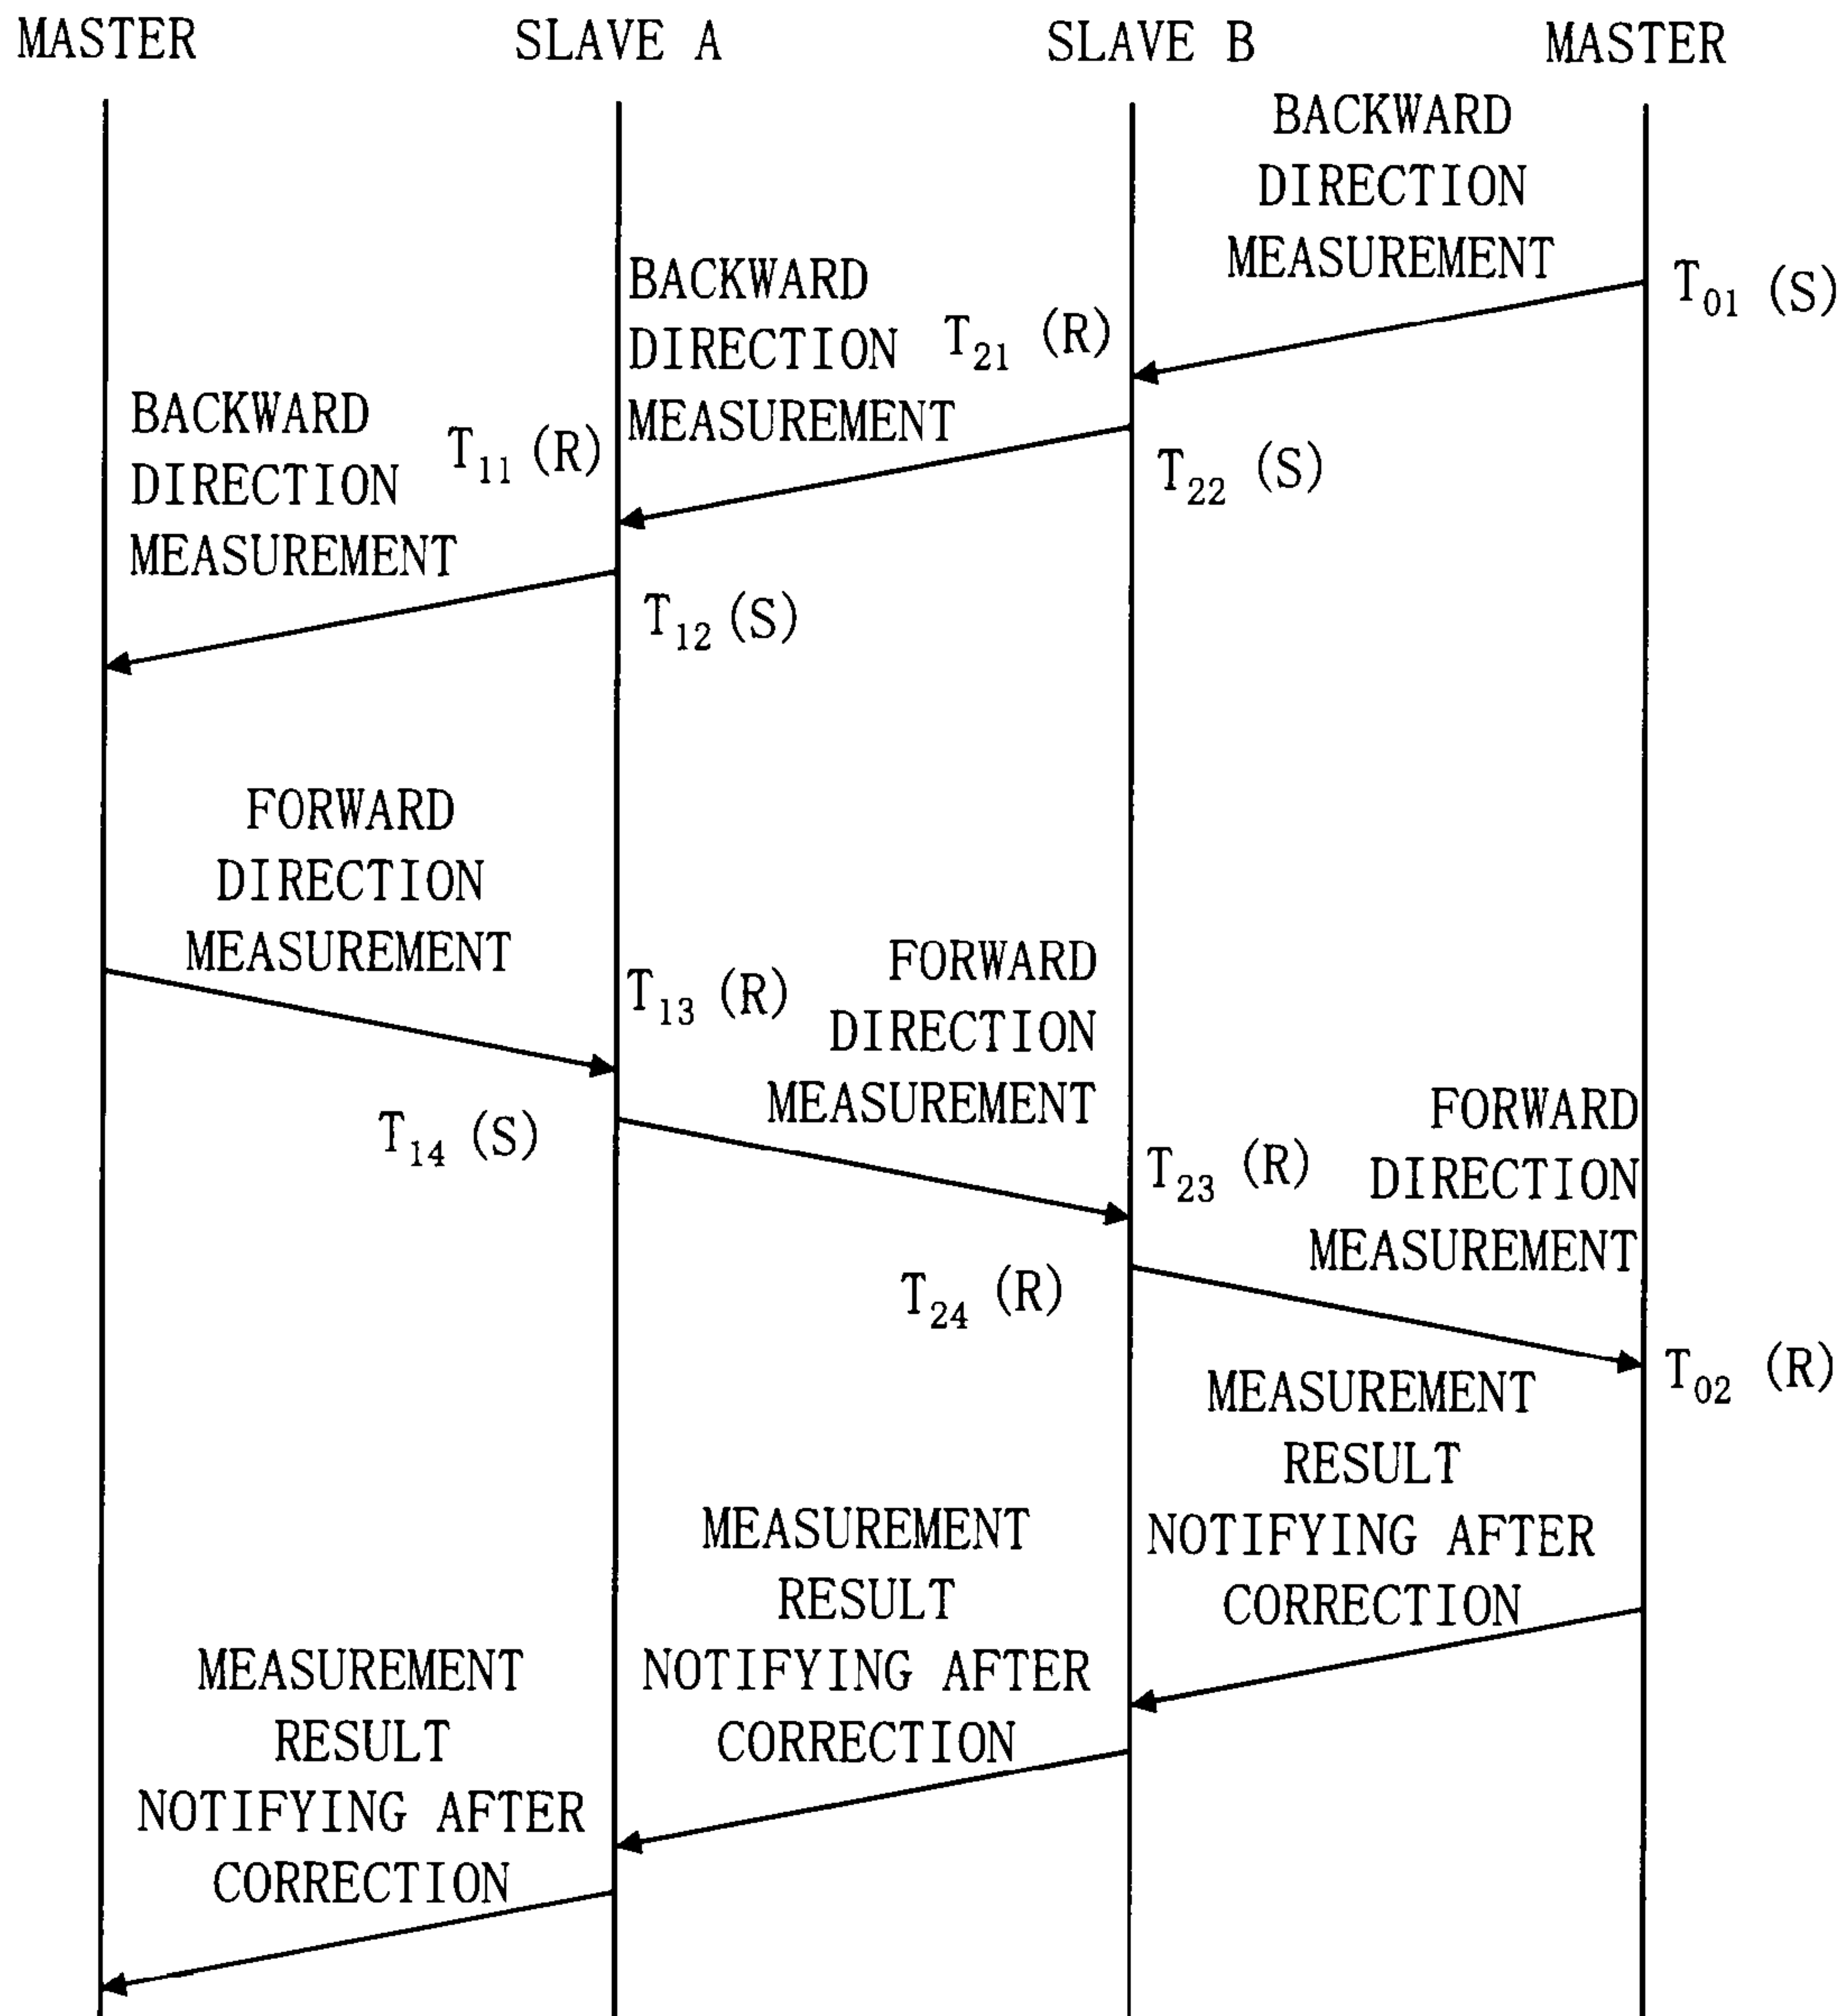 MASTER
SLAVE A
SLAVE B
MASTER
BACKWARD
DIRECTION
MEASUREMENT
T01 (S)
BACKWARD
DIRECTION
MEASUREMENT
T21 (R)
BACKWARD
DIRECTION
MEASUREMENT
T11 (R)
T22 (S)
T12 (S)
FORWARD
DIRECTION
MEASUREMENT
T13 (R)
FORWARD
DIRECTION
MEASUREMENT
T14 (S)
FORWARD
DIRECTION
MEASUREMENT
T23 (R)
T24 (R)
T02 (R)
MEASUREMENT
RESULT
NOTIFYING AFTER
CORRECTION
MEASUREMENT
RESULT
NOTIFYING AFTER
CORRECTION
MEASUREMENT
RESULT
NOTIFYING AFTER
CORRECTION